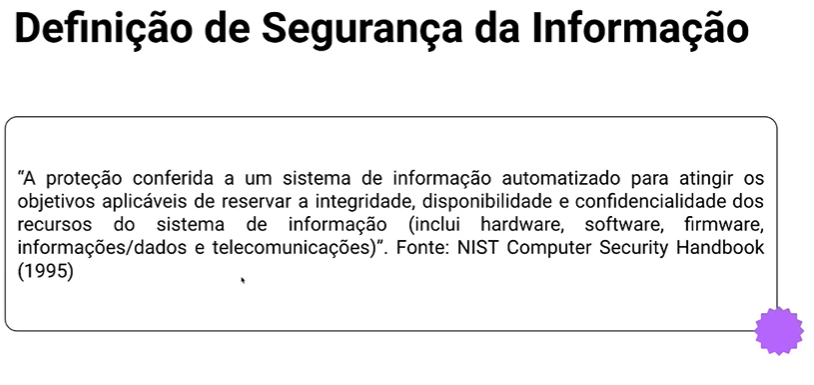 Definição de Segurança da Informação
“A proteção conferida a um sistema de informação automatizado para atingir os
objetivos aplicáveis de reservar a integridade, disponibilidade e confidencialidade dos
recursos do sistema de informação (inclui hardware, software, firmware,
informações/dados e telecomunicações)”. Fonte: NIST Computer Security Handbook
(1995)